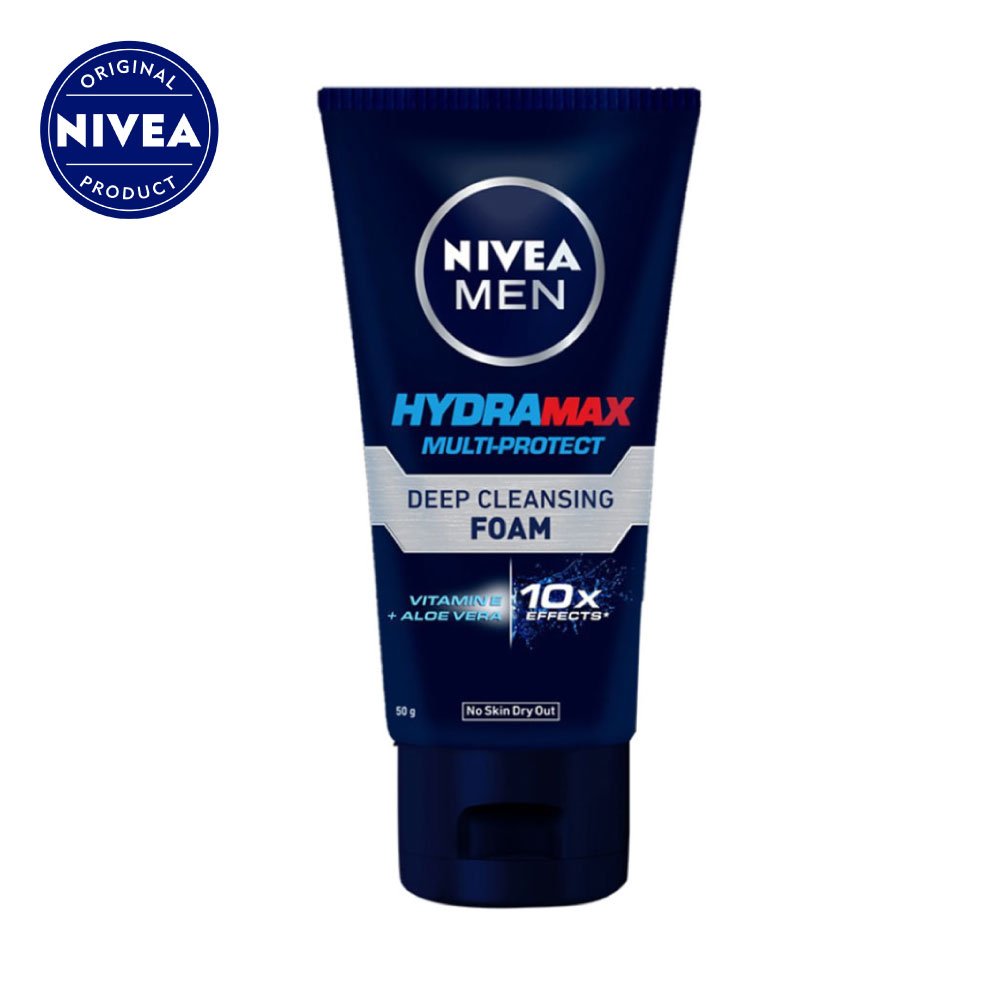 ORIGINAL
NIVEA
PRODUCT
NIVEA
MEN
HYDRAMAX
MULTI-PROTECT
DEEP CLEANSING
FOAM
VITAMIN E
+ ALOE VERA
10x
EFFECTS*
50 g
No Skin Dry Out